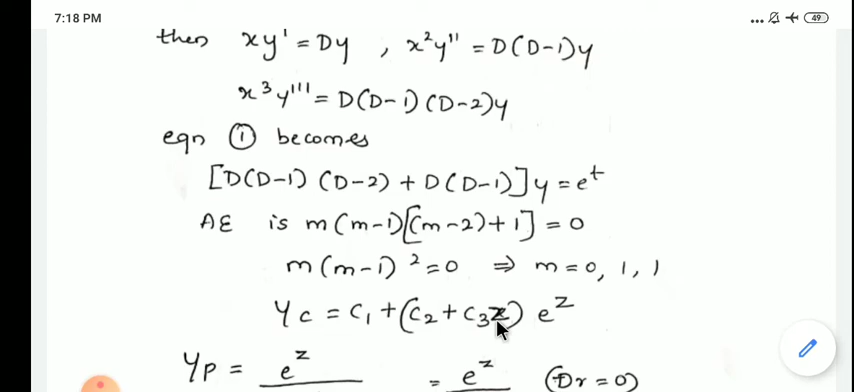 7:18 PM
... 49
then xy' = Dy , x²y'' = D(D-1)y
x³y''' = D(D-1)(D-2)y
eqn ① becomes
[D(D-1)(D-2) + D(D-1)]y = eᵗ
AE is m(m-1)[(m-2)+1] = 0
m(m-1)² = 0 ⇒ m = 0, 1, 1
Yc = C₁ + (C₂ + C₃z) e^z
Yp = e^z = e^z (Dr = 0)